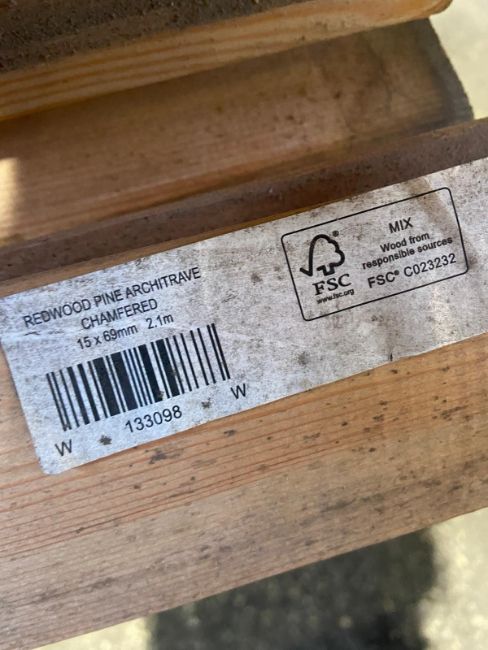 REDWOOD PINE ARCHITRAVE
CHAMFERED
15 x 69mm 2.1m
W 133098 W
FSC
www.fsc.org
MIX
Wood from
responsible sources
FSC® C023232